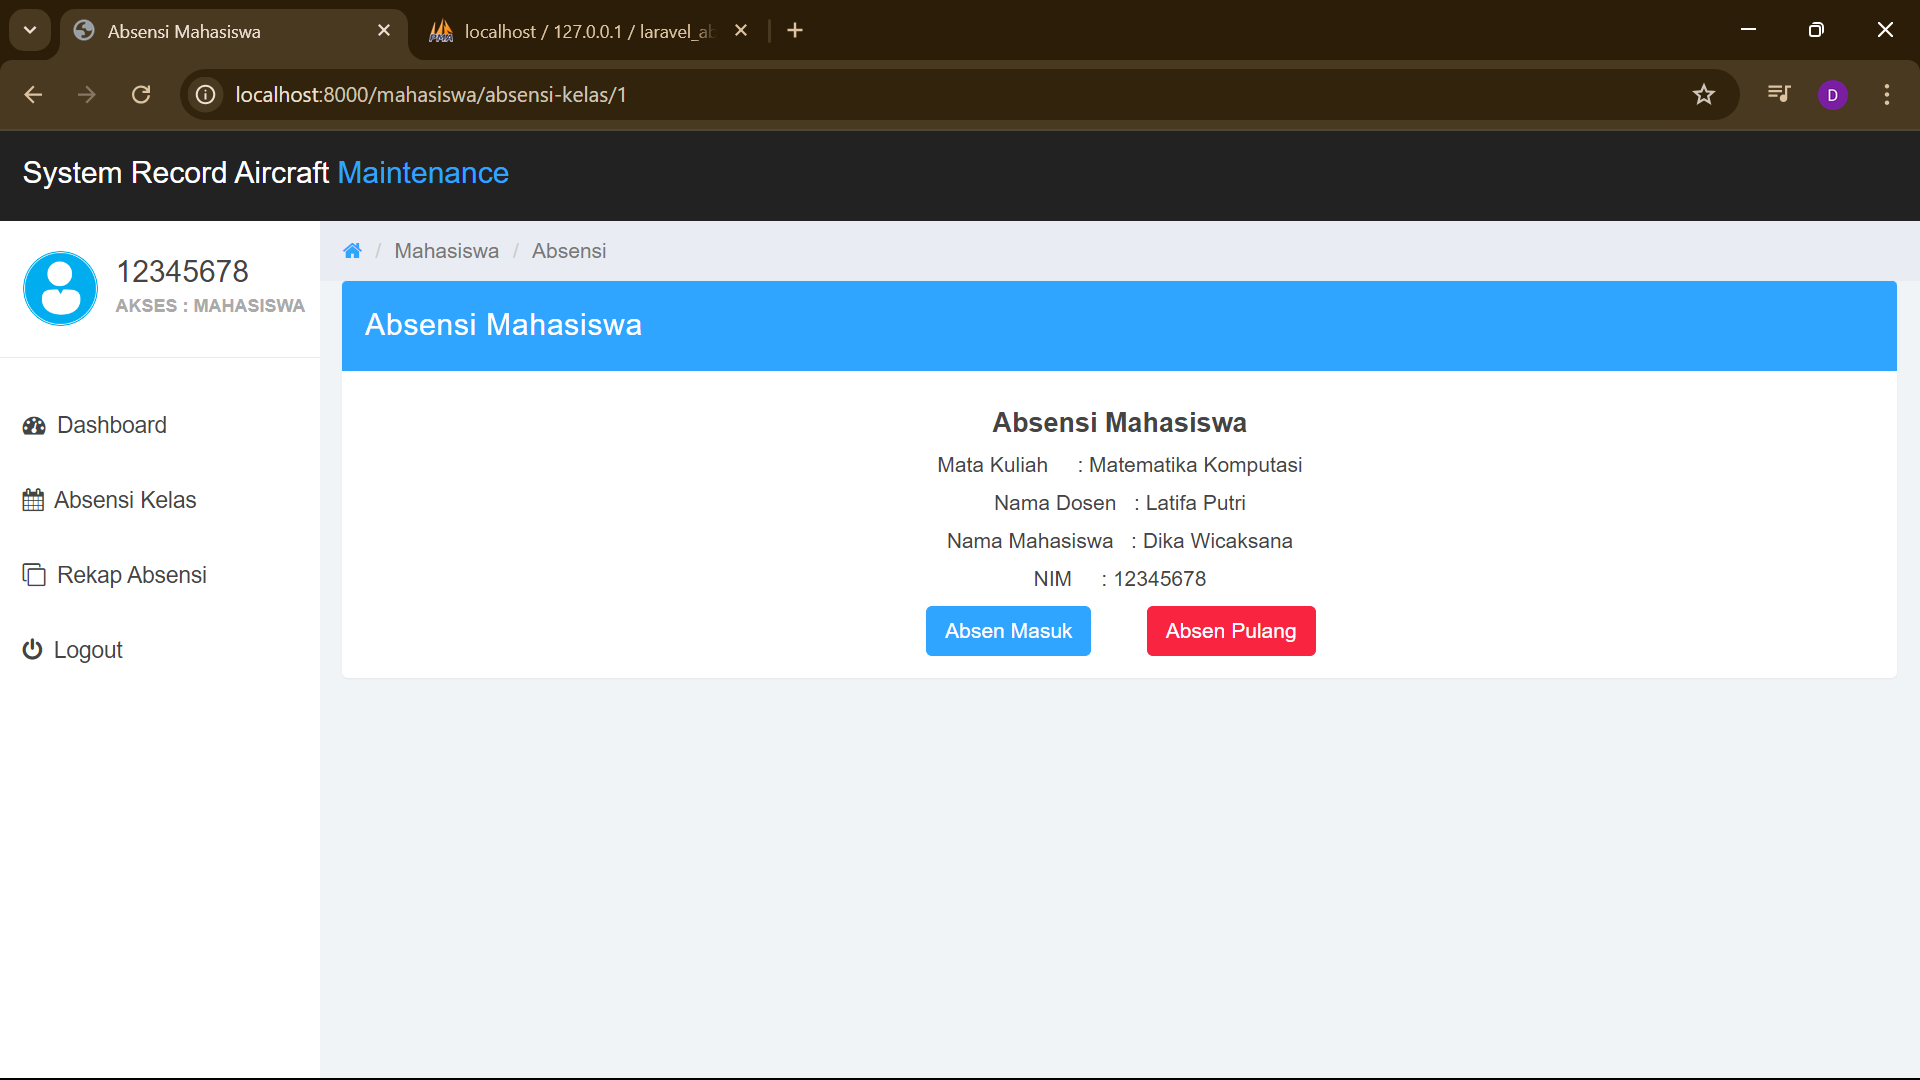 Absensi Mahasiswa
localhost / 127.0.0.1 / laravel_ab
localhost:8000/mahasiswa/absensi-kelas/1
D
System Record Aircraft Maintenance
12345678
AKSES : MAHASISWA
Dashboard
Absensi Kelas
Rekap Absensi
Logout
/ Mahasiswa / Absensi
Absensi Mahasiswa
Absensi Mahasiswa
Mata Kuliah : Matematika Komputasi
Nama Dosen : Latifa Putri
Nama Mahasiswa : Dika Wicaksana
NIM : 12345678
Absen Masuk
Absen Pulang